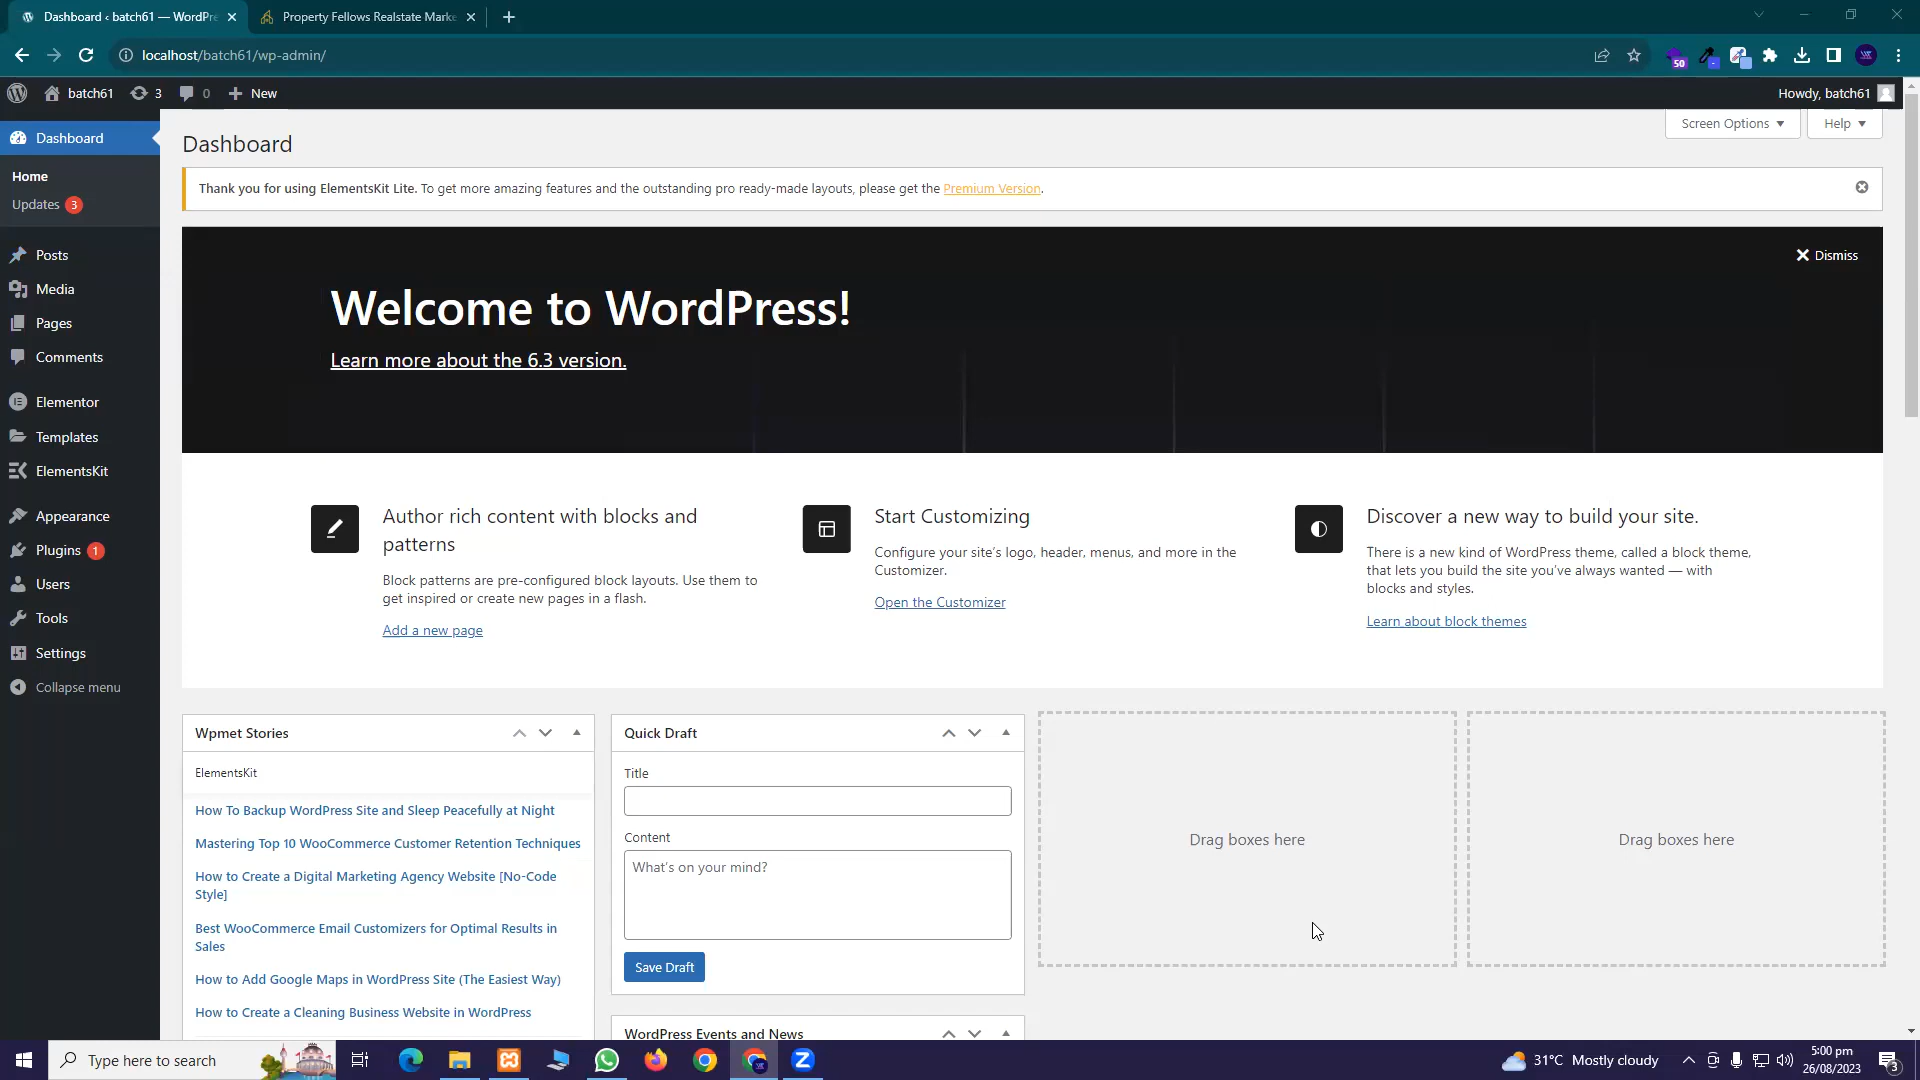 Dashboard ‹ batch61 — WordPre
Property Fellows Realstate Marke
localhost/batch61/wp-admin/
50
batch61
3
0
New
Howdy, batch61
Dashboard
Home
Updates 3
Posts
Media
Pages
Comments
Elementor
Templates
ElementsKit
Appearance
Plugins 1
Users
Tools
Settings
Collapse menu
Screen Options
Help
Dashboard
Thank you for using ElementsKit Lite. To get more amazing features and the outstanding pro ready-made layouts, please get the Premium Version.
Dismiss
Welcome to WordPress!
Learn more about the 6.3 version.
Author rich content with blocks and
patterns
Block patterns are pre-configured block layouts. Use them to
get inspired or create new pages in a flash.
Add a new page
Start Customizing
Configure your site's logo, header, menus, and more in the
Customizer.
Open the Customizer
Discover a new way to build your site.
There is a new kind of WordPress theme, called a block theme,
that lets you build the site you've always wanted — with
blocks and styles.
Learn about block themes
Wpmet Stories
ElementsKit
How To Backup WordPress Site and Sleep Peacefully at Night
Mastering Top 10 WooCommerce Customer Retention Techniques
How to Create a Digital Marketing Agency Website [No-Code
Style]
Best WooCommerce Email Customizers for Optimal Results in
Sales
How to Add Google Maps in WordPress Site (The Easiest Way)
How to Create a Cleaning Business Website in WordPress
Quick Draft
Title
Content
What's on your mind?
Save Draft
WordPress Events and News
Drag boxes here
Drag boxes here
Type here to search
31°C Mostly cloudy
5:00 pm
26/08/2023
3